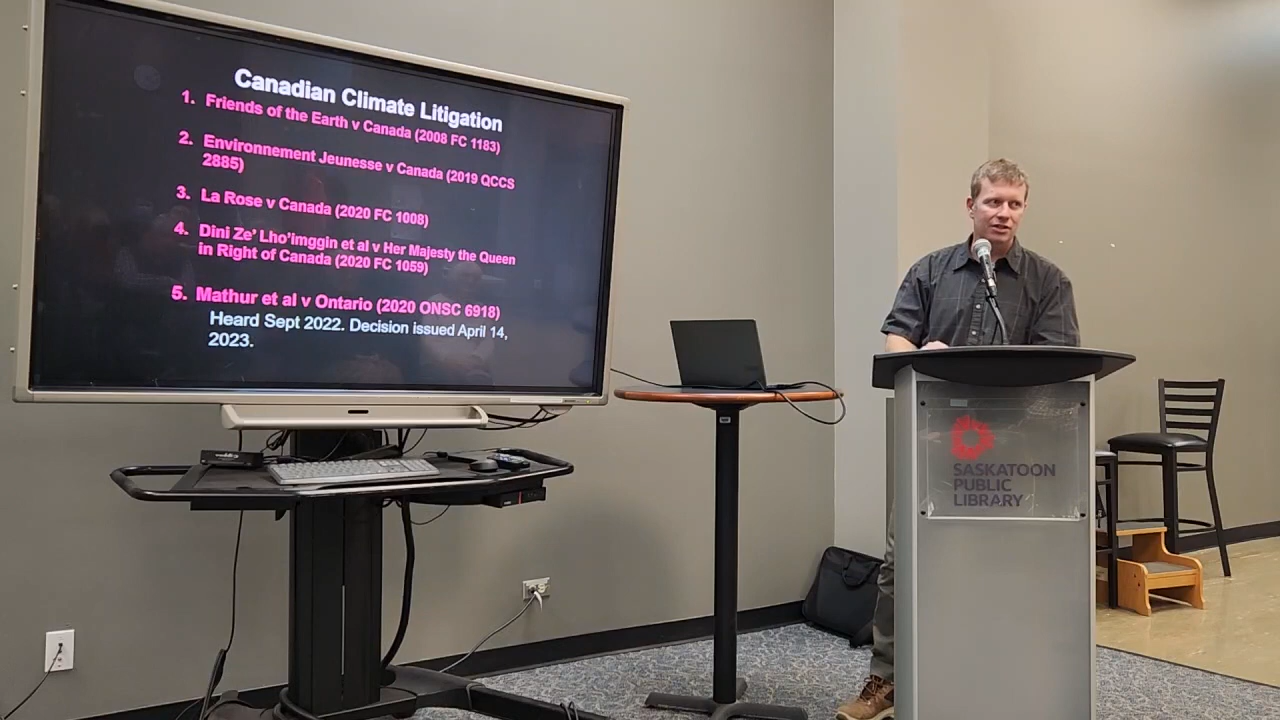 Canadian Climate Litigation
1. Friends of the Earth v Canada (2008 FC 1183)
2. Environnement Jeunesse v Canada (2019 QCCS
2885)
3. La Rose v Canada (2020 FC 1008)
4. Dini Ze' Lho'imggin et al v Her Majesty the Queen
in Right of Canada (2020 FC 1059)
5. Mathur et al v Ontario (2020 ONSC 6918)
Heard Sept 2022. Decision issued April 14,
2023.
SASKATOON
PUBLIC
LIBRARY